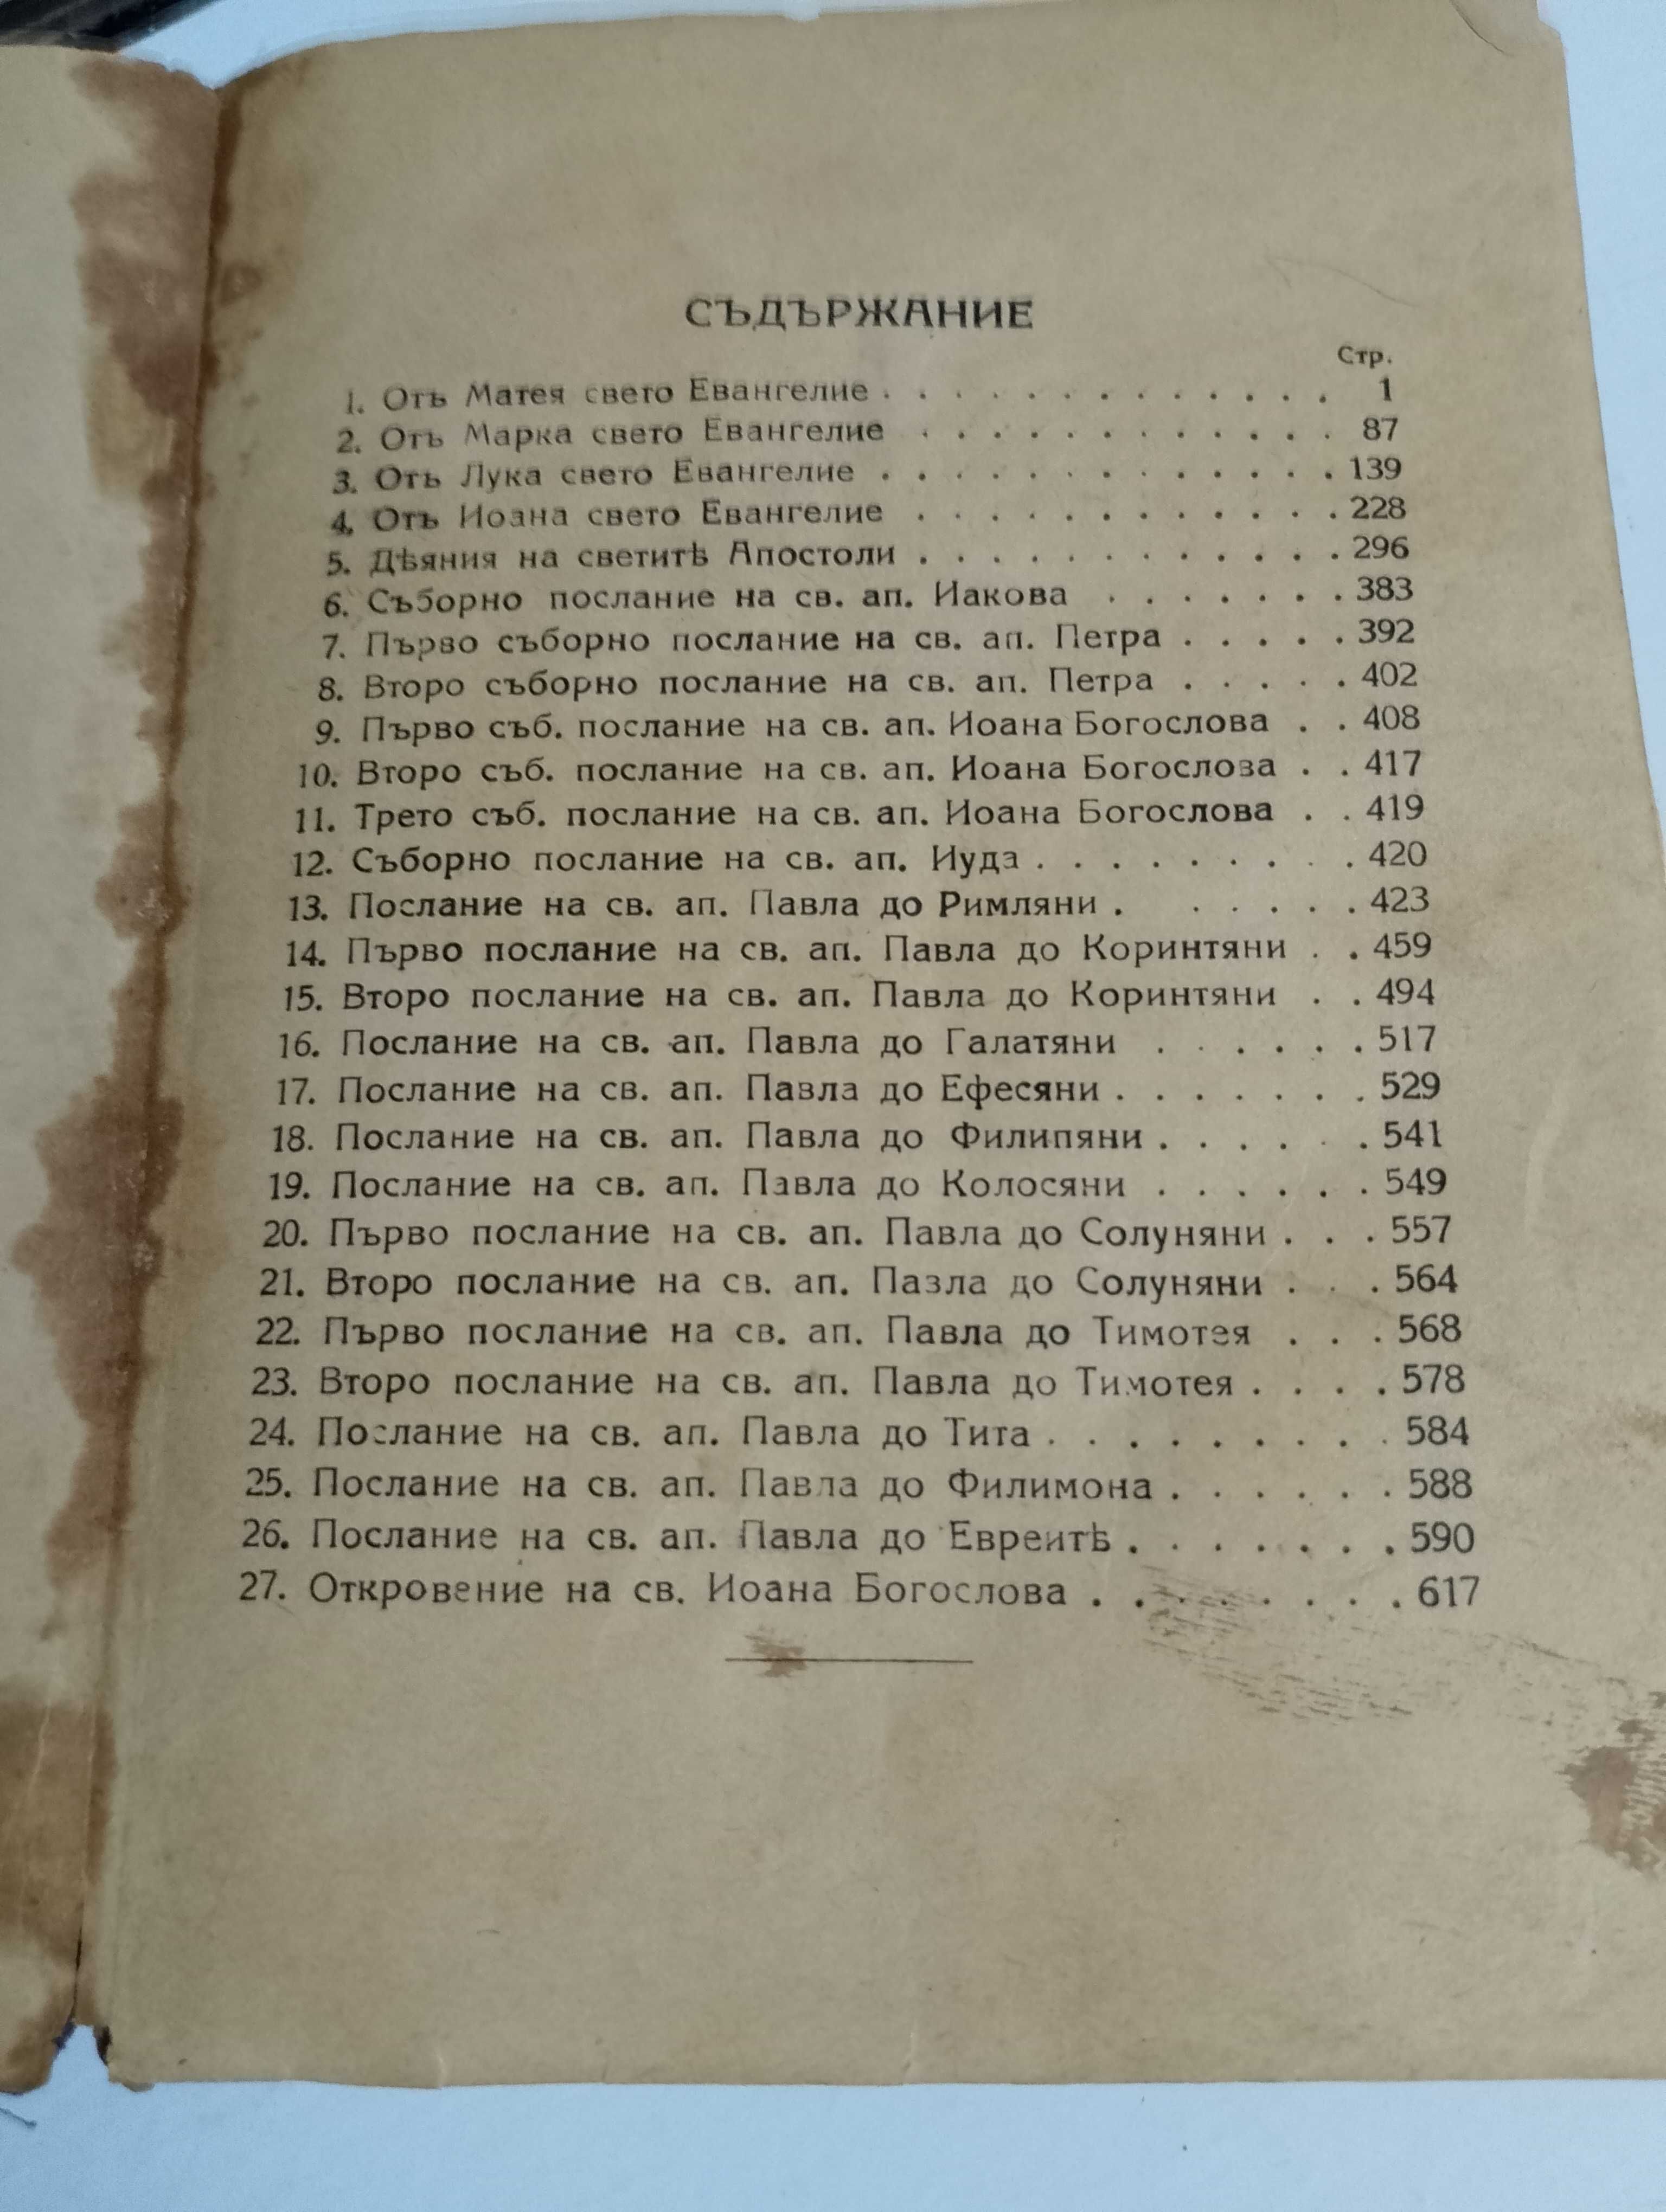 СЪДЪРЖАНИЕ
Стр.
1. Отъ Матея свето Евангелие . . . . . . . . . . . . . 1
2. Отъ Марка свето Евангелие . . . . . . . . . . . . 87
3. Отъ Лука свето Евангелие . . . . . . . . . . . . . 139
4. Отъ Иоана свето Евангелие . . . . . . . . . . . . 228
5. Дѣяния на светитѣ Апостоли . . . . . . . . . . . . 296
6. Съборно послание на св. ап. Иакова . . . . . . . 383
7. Първо съборно послание на св. ап. Петра . . . . . 392
8. Второ съборно послание на св. ап. Петра . . . . . 402
9. Първо съб. послание на св. ап. Иоана Богослова . . 408
10. Второ съб. послание на св. ап. Иоана Богослова . . 417
11. Трето съб. послание на св. ап. Иоана Богослова . . 419
12. Съборно послание на св. ап. Иуда . . . . . . . . . 420
13. Послание на св. ап. Павла до Римляни . . . . . . 423
14. Първо послание на св. ап. Павла до Коринтяни . . 459
15. Второ послание на св. ап. Павла до Коринтяни . . 494
16. Послание на св. ап. Павла до Галатяни . . . . . . 517
17. Послание на св. ап. Павла до Ефесяни . . . . . . . 529
18. Послание на св. ап. Павла до Филипяни . . . . . . 541
19. Послание на св. ап. Павла до Колосяни . . . . . . 549
20. Първо послание на св. ап. Павла до Солуняни . . . 557
21. Второ послание на св. ап. Павла до Солуняни . . . 564
22. Първо послание на св. ап. Павла до Тимотея . . . 568
23. Второ послание на св. ап. Павла до Тимотея . . . . 578
24. Послание на св. ап. Павла до Тита . . . . . . . . . 584
25. Послание на св. ап. Павла до Филимона . . . . . . 588
26. Послание на св. ап. Павла до Евреитѣ . . . . . . . 590
27. Откровение на св. Иоана Богослова . . . . . . . . 617